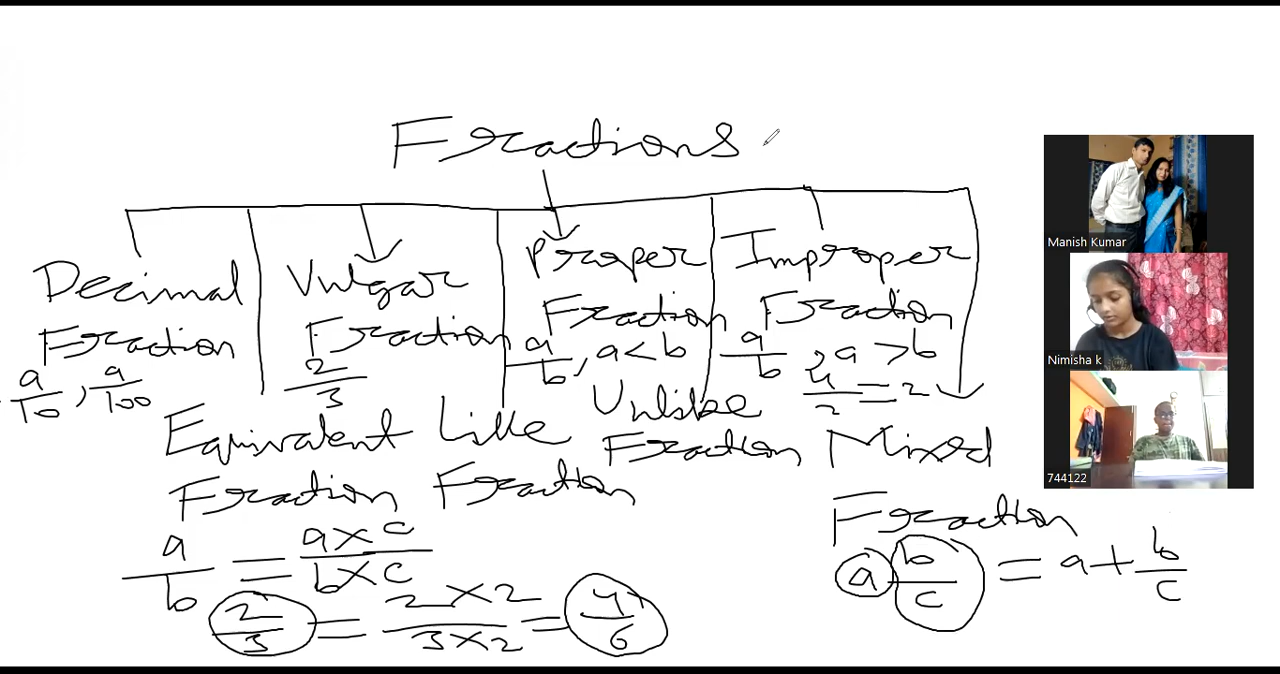 Fractions
Decimal
Fraction
a/10, a/100
Vulgar
Fraction
2/3
Proper
Fraction
a/b, a<b
Improper
Fraction
a/b, a>b
4/2=2
Equivalent
Fraction
a/b = a×c/b×c
2/3 = 2×2/3×2 = 4/6
Like
Fraction
Unlike
Fraction
Mixed
Fraction
a b/c = a+b/c
Manish Kumar
Nimisha k
744122